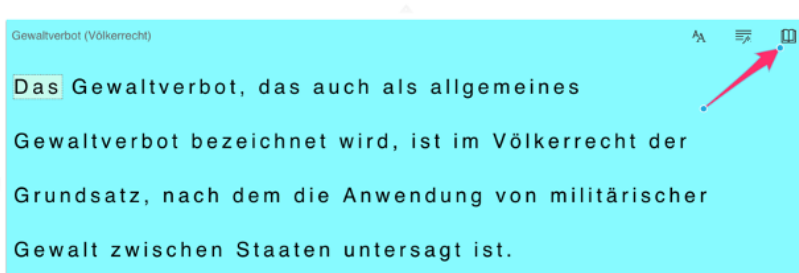 Gewaltverbot (Völkerrecht)
AA
Das Gewaltverbot, das auch als allgemeines
Gewaltverbot bezeichnet wird, ist im Völkerrecht der
Grundsatz, nach dem die Anwendung von militärischer
Gewalt zwischen Staaten untersagt ist.